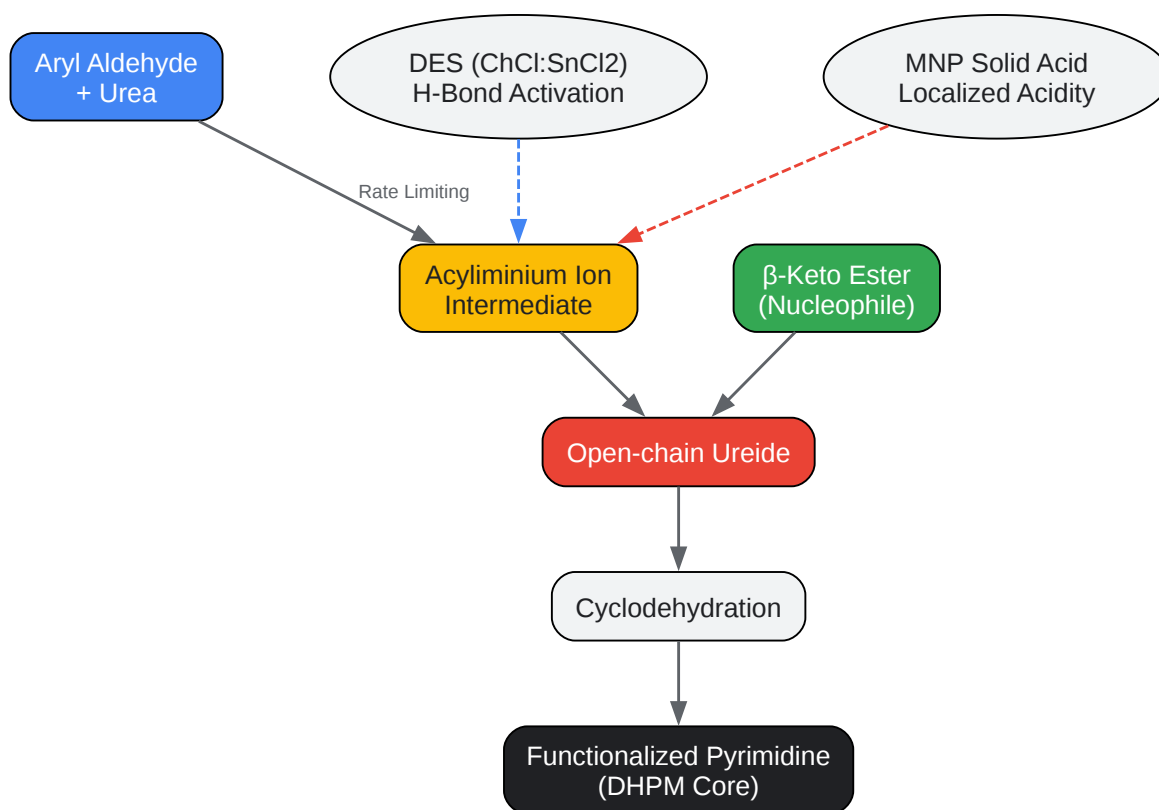 Aryl Aldehyde
+ Urea
DES (ChCl:SnCl2)
H-Bond Activation
MNP Solid Acid
Localized Acidity
Rate Limiting
Acyliminium Ion
Intermediate
β-Keto Ester
(Nucleophile)
Open-chain Ureide
Cyclodehydration
Functionalized Pyrimidine
(DHPM Core)